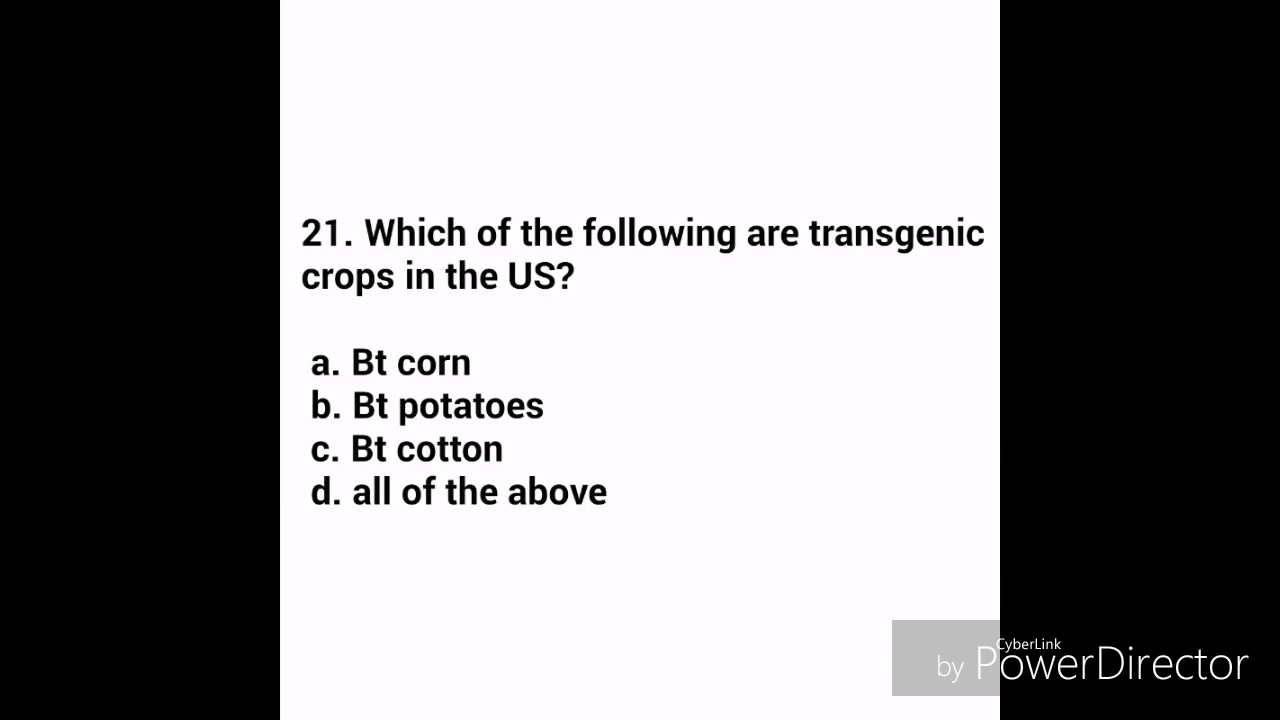 21. Which of the following are transgenic
crops in the US?
a. Bt corn
b. Bt potatoes
c. Bt cotton
d. all of the above
CyberLink
by PowerDirector